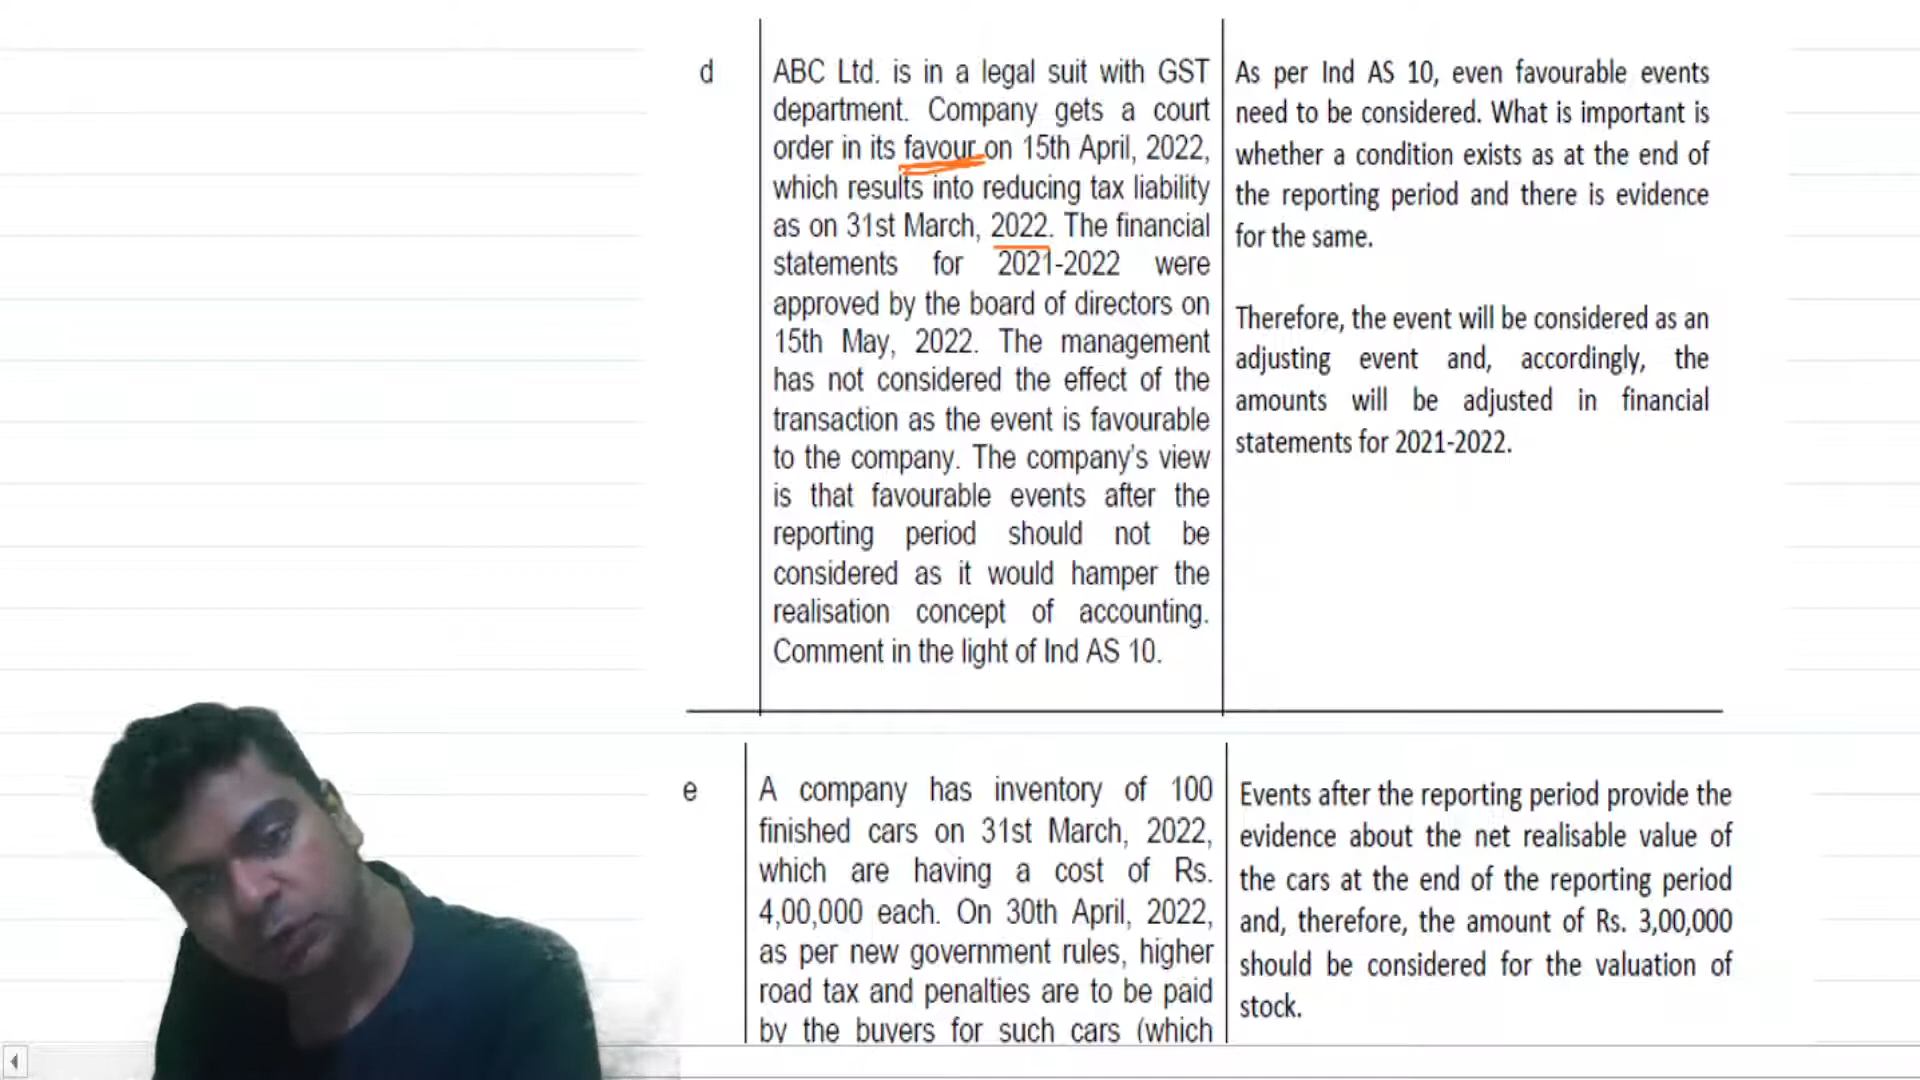 d
ABC Ltd. is in a legal suit with GST
department. Company gets a court
order in its favour on 15th April, 2022,
which results into reducing tax liability
as on 31st March, 2022. The financial
statements for 2021-2022 were
approved by the board of directors on
15th May, 2022. The management
has not considered the effect of the
transaction as the event is favourable
to the company. The company's view
is that favourable events after the
reporting period should not be
considered as it would hamper the
realisation concept of accounting.
Comment in the light of Ind AS 10.
As per Ind AS 10, even favourable events
need to be considered. What is important is
whether a condition exists as at the end of
the reporting period and there is evidence
for the same.
Therefore, the event will be considered as an
adjusting event and, accordingly, the
amounts will be adjusted in financial
statements for 2021-2022.
e
A company has inventory of 100
finished cars on 31st March, 2022,
which are having a cost of Rs.
4,00,000 each. On 30th April, 2022,
as per new government rules, higher
road tax and penalties are to be paid
by the buyers for such cars (which
Events after the reporting period provide the
evidence about the net realisable value of
the cars at the end of the reporting period
and, therefore, the amount of Rs. 3,00,000
should be considered for the valuation of
stock.